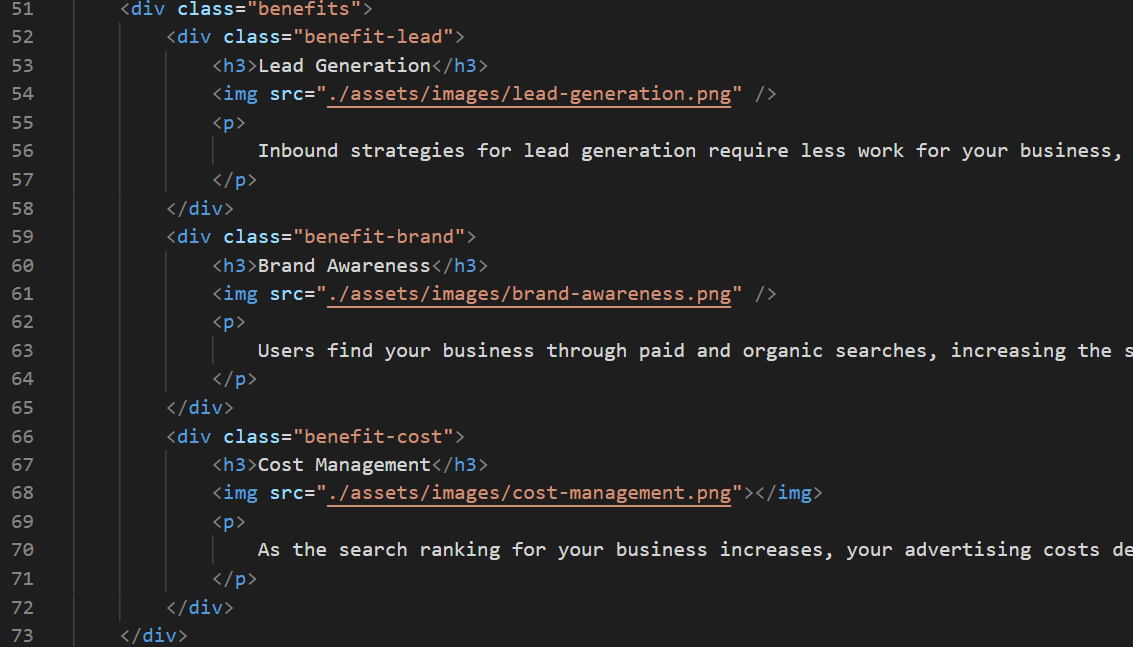 51 <div class="benefits">
52 <div class="benefit-lead">
53 <h3>Lead Generation</h3>
54 <img src="./assets/images/lead-generation.png" />
55 <p>
56 Inbound strategies for lead generation require less work for your business,
57 </p>
58 </div>
59 <div class="benefit-brand">
60 <h3>Brand Awareness</h3>
61 <img src="./assets/images/brand-awareness.png" />
62 <p>
63 Users find your business through paid and organic searches, increasing the s
64 </p>
65 </div>
66 <div class="benefit-cost">
67 <h3>Cost Management</h3>
68 <img src="./assets/images/cost-management.png"></img>
69 <p>
70 As the search ranking for your business increases, your advertising costs de
71 </p>
72 </div>
73 </div>